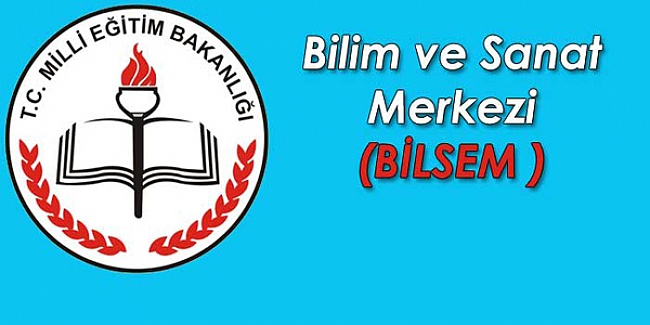 T.C. MİLLİ EĞİTİM BAKANLIĞI
Bilim ve Sanat
Merkezi
(BİLSEM )